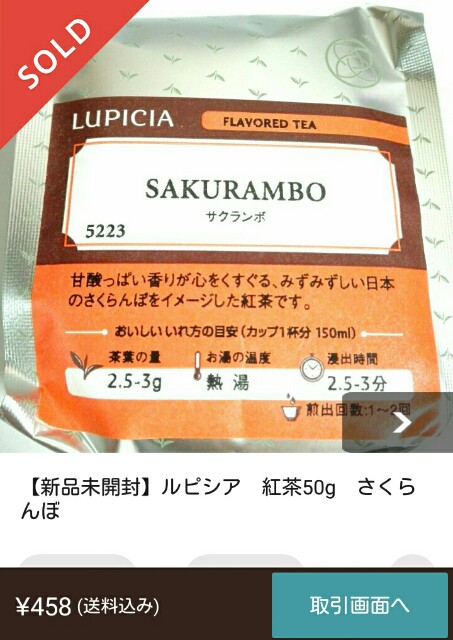 SOLD
LUPICIA
FLAVORED TEA
SAKURAMBO
サクランボ
5223
甘酸っぱい香りが心をくすぐる、みずみずしい日本
のさくらんぼをイメージした紅茶です。
おいしいいれ方の目安(カップ1杯分 150ml)
茶葉の量
2.5-3g
お湯の温度
熱湯
浸出時間
2.5-3分
煎出回数:1〜2回
【新品未開封】ルピシア　紅茶50g　さくら
んぼ
¥458 (送料込み)
取引画面へ